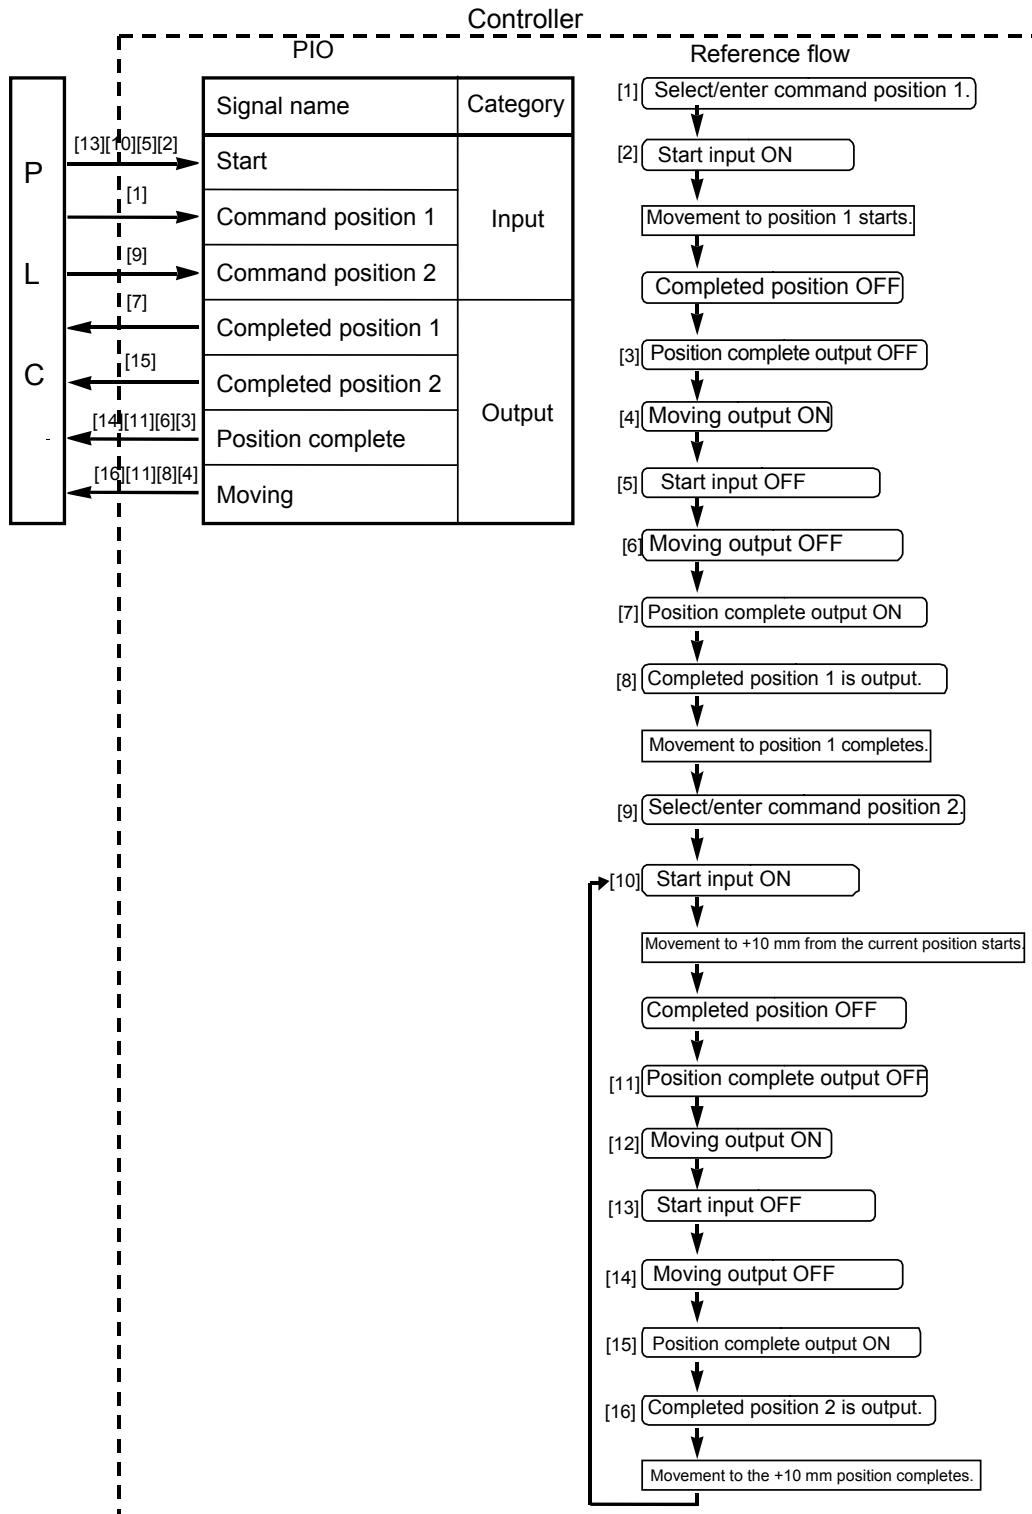 Controller
PIO
Reference flow
P
L
C
Signal name
Category
[13][10][5][2]
Start
[1]
Command position 1
Input
[9]
Command position 2
[7]
Completed position 1
[15]
Completed position 2
Output
[14][11][6][3]
Position complete
[16][11][8][4]
Moving
[1] Select/enter command position 1.
[2] Start input ON
Movement to position 1 starts.
Completed position OFF
[3] Position complete output OFF
[4] Moving output ON
[5] Start input OFF
[6] Moving output OFF
[7] Position complete output ON
[8] Completed position 1 is output.
Movement to position 1 completes.
[9] Select/enter command position 2.
[10] Start input ON
Movement to +10 mm from the current position starts.
Completed position OFF
[11] Position complete output OFF
[12] Moving output ON
[13] Start input OFF
[14] Moving output OFF
[15] Position complete output ON
[16] Completed position 2 is output.
Movement to the +10 mm position completes.